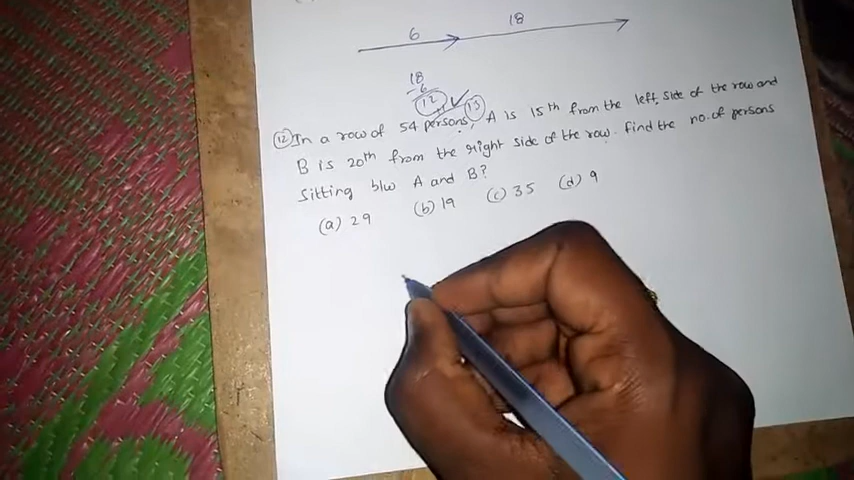 6 18
18
-6
12 13
(12) In a row of 54 persons, A is 15th from the left side of the row and
B is 20th from the right side of the row. find the no. of persons
Sitting b/w A and B?
(a) 29 (b) 19 (c) 35 (d) 9